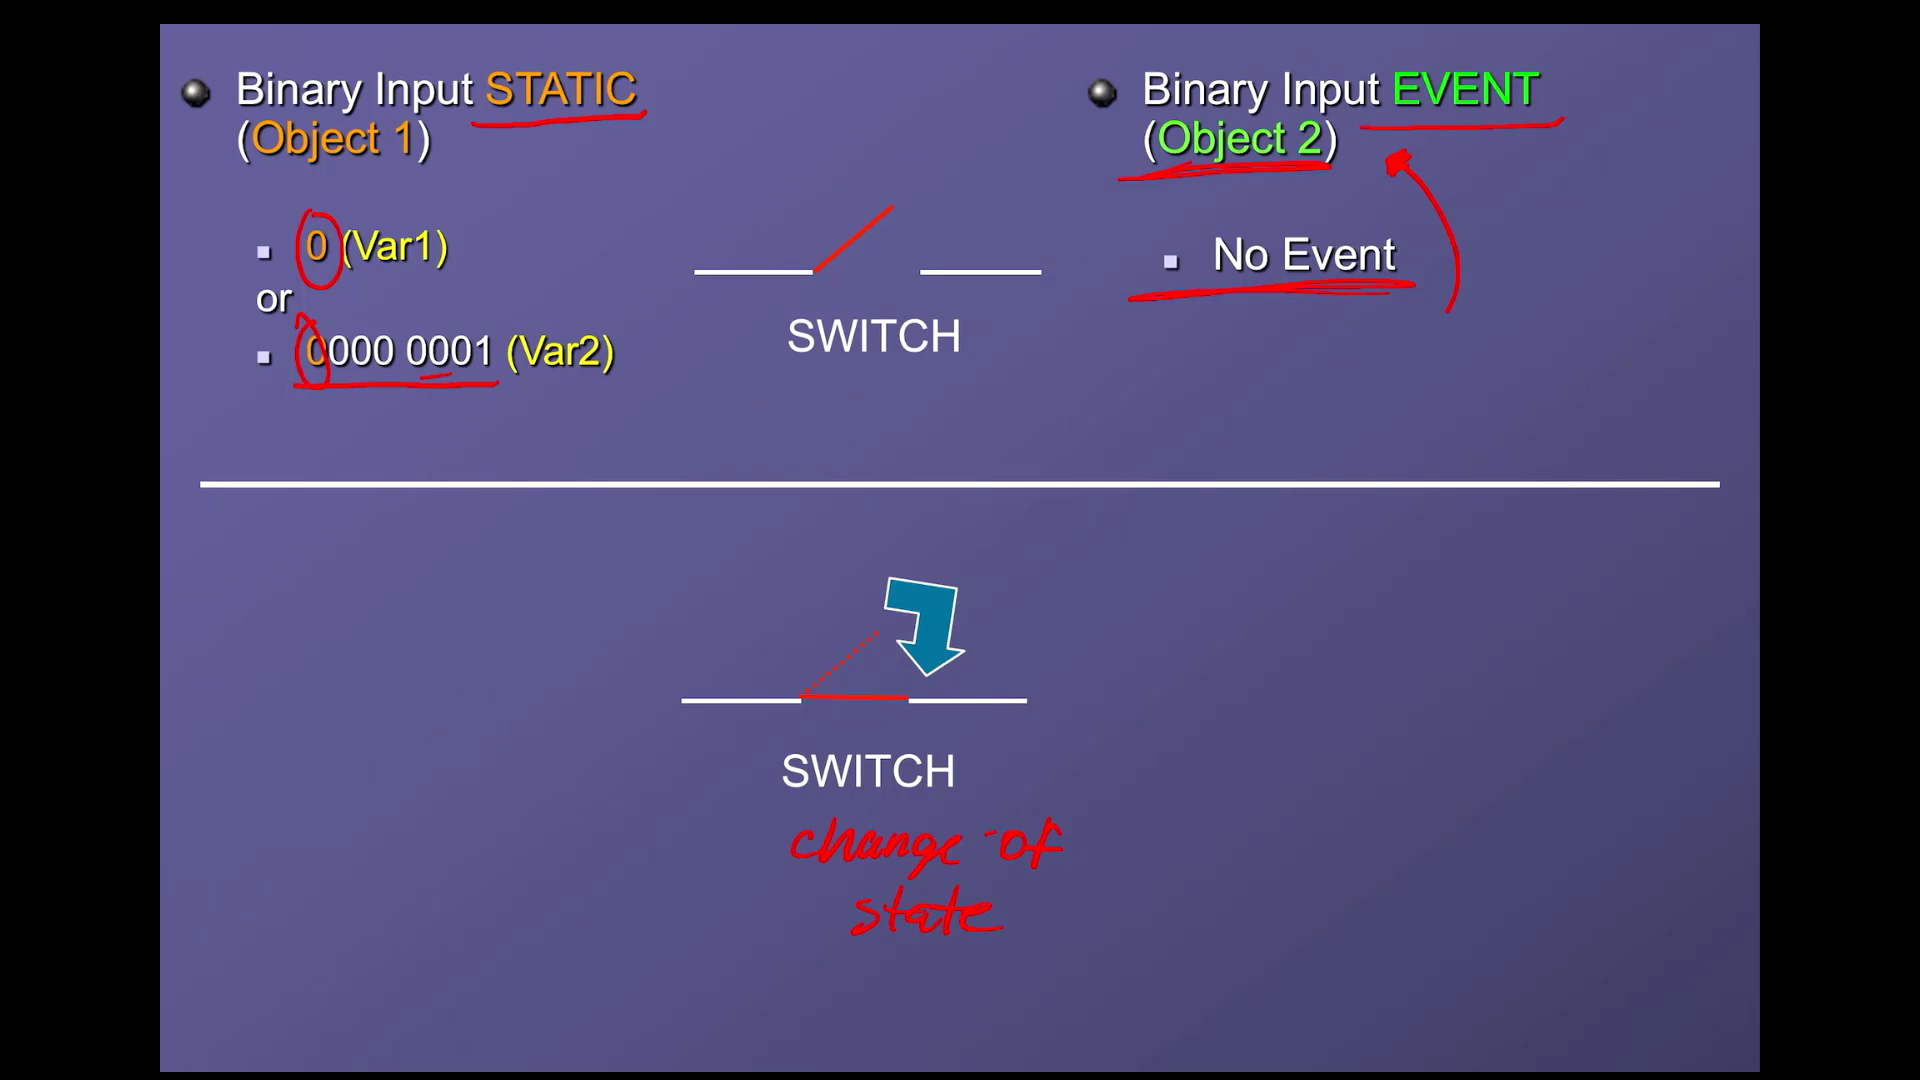 Binary Input STATIC
(Object 1)
0 (Var1)
or
0000 0001 (Var2)
SWITCH
Binary Input EVENT
(Object 2)
No Event
SWITCH
change of
state